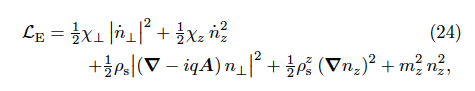 ℒ_E = ½χ_⊥ |ṅ_⊥|² + ½χ_z ṅ_z² (24)
+½ρ_s|(∇ − iq𝑨) n_⊥|² + ½ρ_s^z (∇n_z)² + m_z² n_z²,